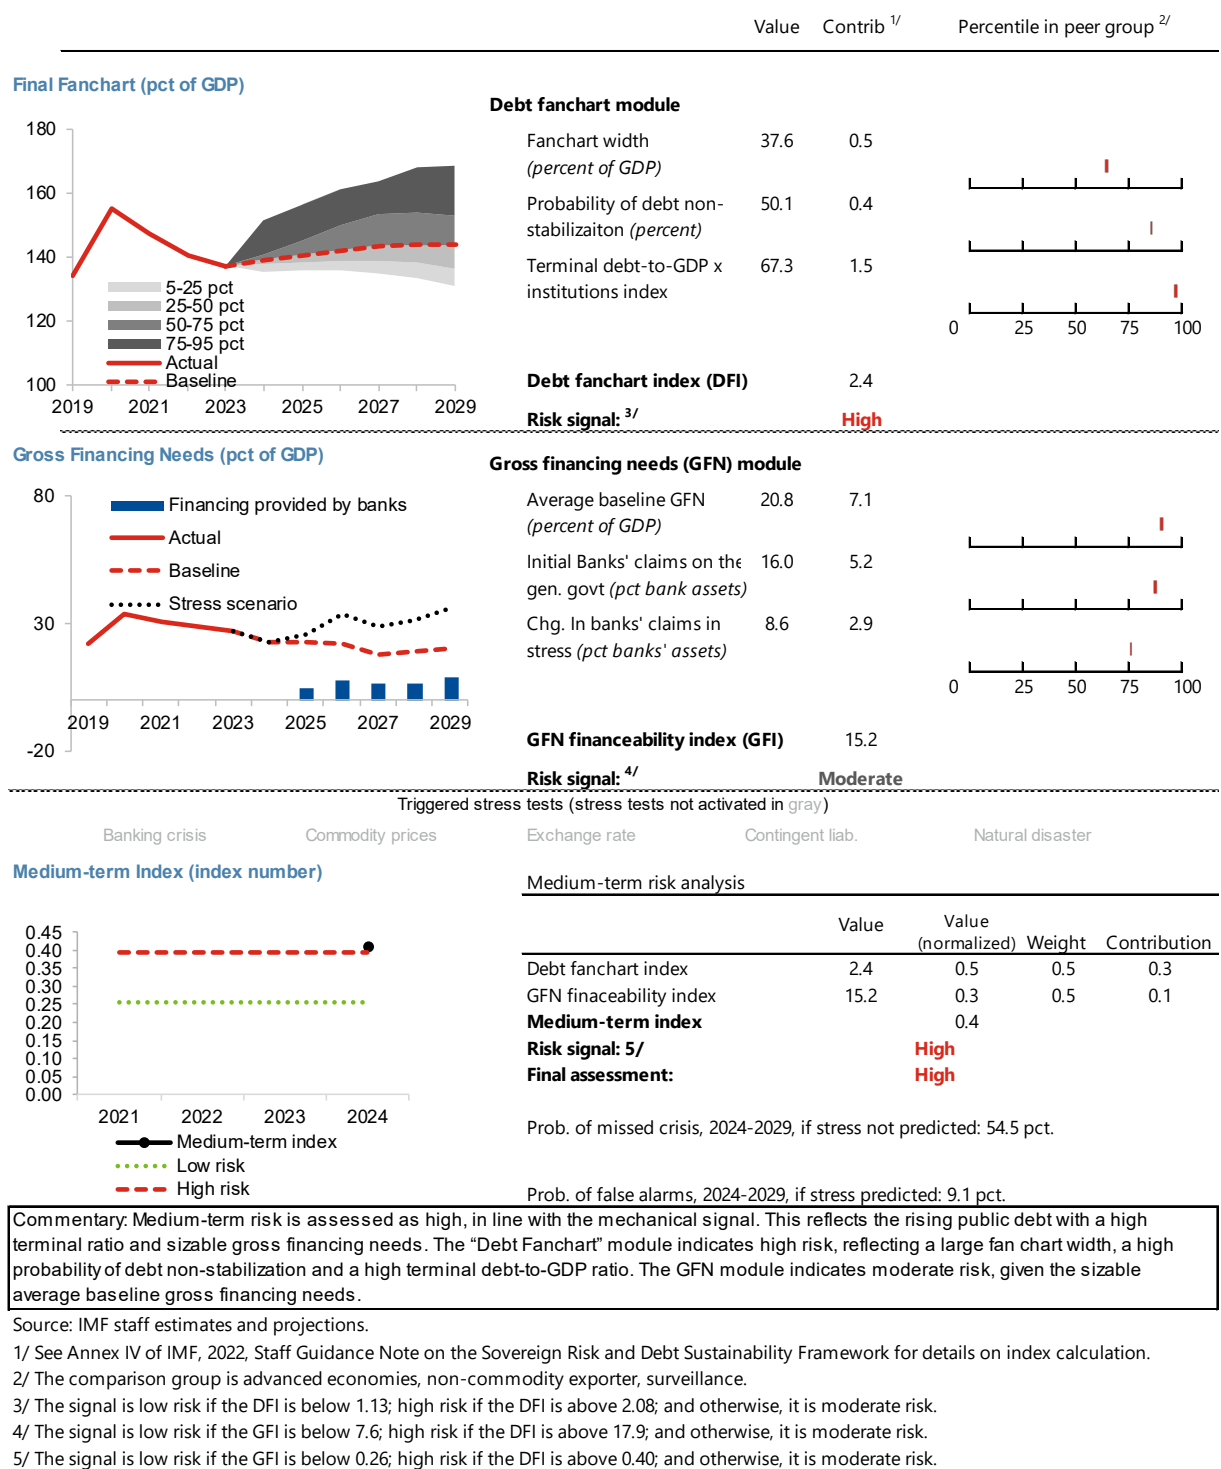 Value Contrib 1/ Percentile in peer group 2/
Final Fanchart (pct of GDP)
180
160
140
120
100
5-25 pct
25-50 pct
50-75 pct
75-95 pct
Actual
Baseline
2019 2021 2023 2025 2027 2029
Debt fanchart module
Fanchart width 37.6 0.5
(percent of GDP)
Probability of debt non- 50.1 0.4
stabilizaiton (percent)
Terminal debt-to-GDP x 67.3 1.5
institutions index
0 25 50 75 100
Debt fanchart index (DFI) 2.4
Risk signal: 3/ High
Gross Financing Needs (pct of GDP)
80
30
-20
Financing provided by banks
Actual
Baseline
Stress scenario
2019 2021 2023 2025 2027 2029
Gross financing needs (GFN) module
Average baseline GFN 20.8 7.1
(percent of GDP)
Initial Banks' claims on the 16.0 5.2
gen. govt (pct bank assets)
Chg. In banks' claims in 8.6 2.9
stress (pct banks' assets)
0 25 50 75 100
GFN financeability index (GFI) 15.2
Risk signal: 4/ Moderate
Triggered stress tests (stress tests not activated in gray)
Banking crisis Commodity prices Exchange rate Contingent liab. Natural disaster
Medium-term Index (index number)
0.45
0.40
0.35
0.30
0.25
0.20
0.15
0.10
0.05
0.00
2021 2022 2023 2024
Medium-term index
Low risk
High risk
Medium-term risk analysis
Value Value (normalized) Weight Contribution
Debt fanchart index 2.4 0.5 0.5 0.3
GFN finaceability index 15.2 0.3 0.5 0.1
Medium-term index 0.4
Risk signal: 5/ High
Final assessment: High
Prob. of missed crisis, 2024-2029, if stress not predicted: 54.5 pct.
Prob. of false alarms, 2024-2029, if stress predicted: 9.1 pct.
Commentary: Medium-term risk is assessed as high, in line with the mechanical signal. This reflects the rising public debt with a high
terminal ratio and sizable gross financing needs. The “Debt Fanchart” module indicates high risk, reflecting a large fan chart width, a high
probability of debt non-stabilization and a high terminal debt-to-GDP ratio. The GFN module indicates moderate risk, given the sizable
average baseline gross financing needs.
Source: IMF staff estimates and projections.
1/ See Annex IV of IMF, 2022, Staff Guidance Note on the Sovereign Risk and Debt Sustainability Framework for details on index calculation.
2/ The comparison group is advanced economies, non-commodity exporter, surveillance.
3/ The signal is low risk if the DFI is below 1.13; high risk if the DFI is above 2.08; and otherwise, it is moderate risk.
4/ The signal is low risk if the GFI is below 7.6; high risk if the DFI is above 17.9; and otherwise, it is moderate risk.
5/ The signal is low risk if the GFI is below 0.26; high risk if the DFI is above 0.40; and otherwise, it is moderate risk.